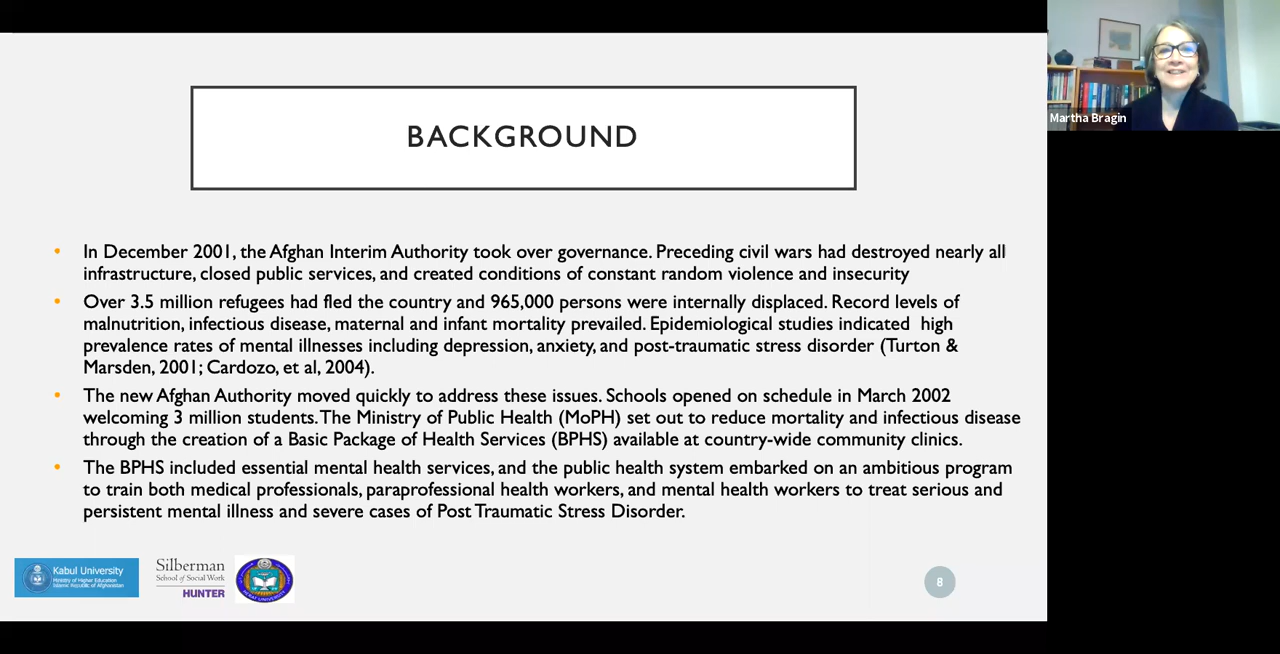 BACKGROUND
Martha Bragin
• In December 2001, the Afghan Interim Authority took over governance. Preceding civil wars had destroyed nearly all
infrastructure, closed public services, and created conditions of constant random violence and insecurity
• Over 3.5 million refugees had fled the country and 965,000 persons were internally displaced. Record levels of
malnutrition, infectious disease, maternal and infant mortality prevailed. Epidemiological studies indicated high
prevalence rates of mental illnesses including depression, anxiety, and post-traumatic stress disorder (Turton &
Marsden, 2001; Cardozo, et al, 2004).
• The new Afghan Authority moved quickly to address these issues. Schools opened on schedule in March 2002
welcoming 3 million students. The Ministry of Public Health (MoPH) set out to reduce mortality and infectious disease
through the creation of a Basic Package of Health Services (BPHS) available at country-wide community clinics.
• The BPHS included essential mental health services, and the public health system embarked on an ambitious program
to train both medical professionals, paraprofessional health workers, and mental health workers to treat serious and
persistent mental illness and severe cases of Post Traumatic Stress Disorder.
Kabul University
Ministry of Higher Education
Islamic Republic of Afghanistan
Silberman
School of Social Work
HUNTER
8